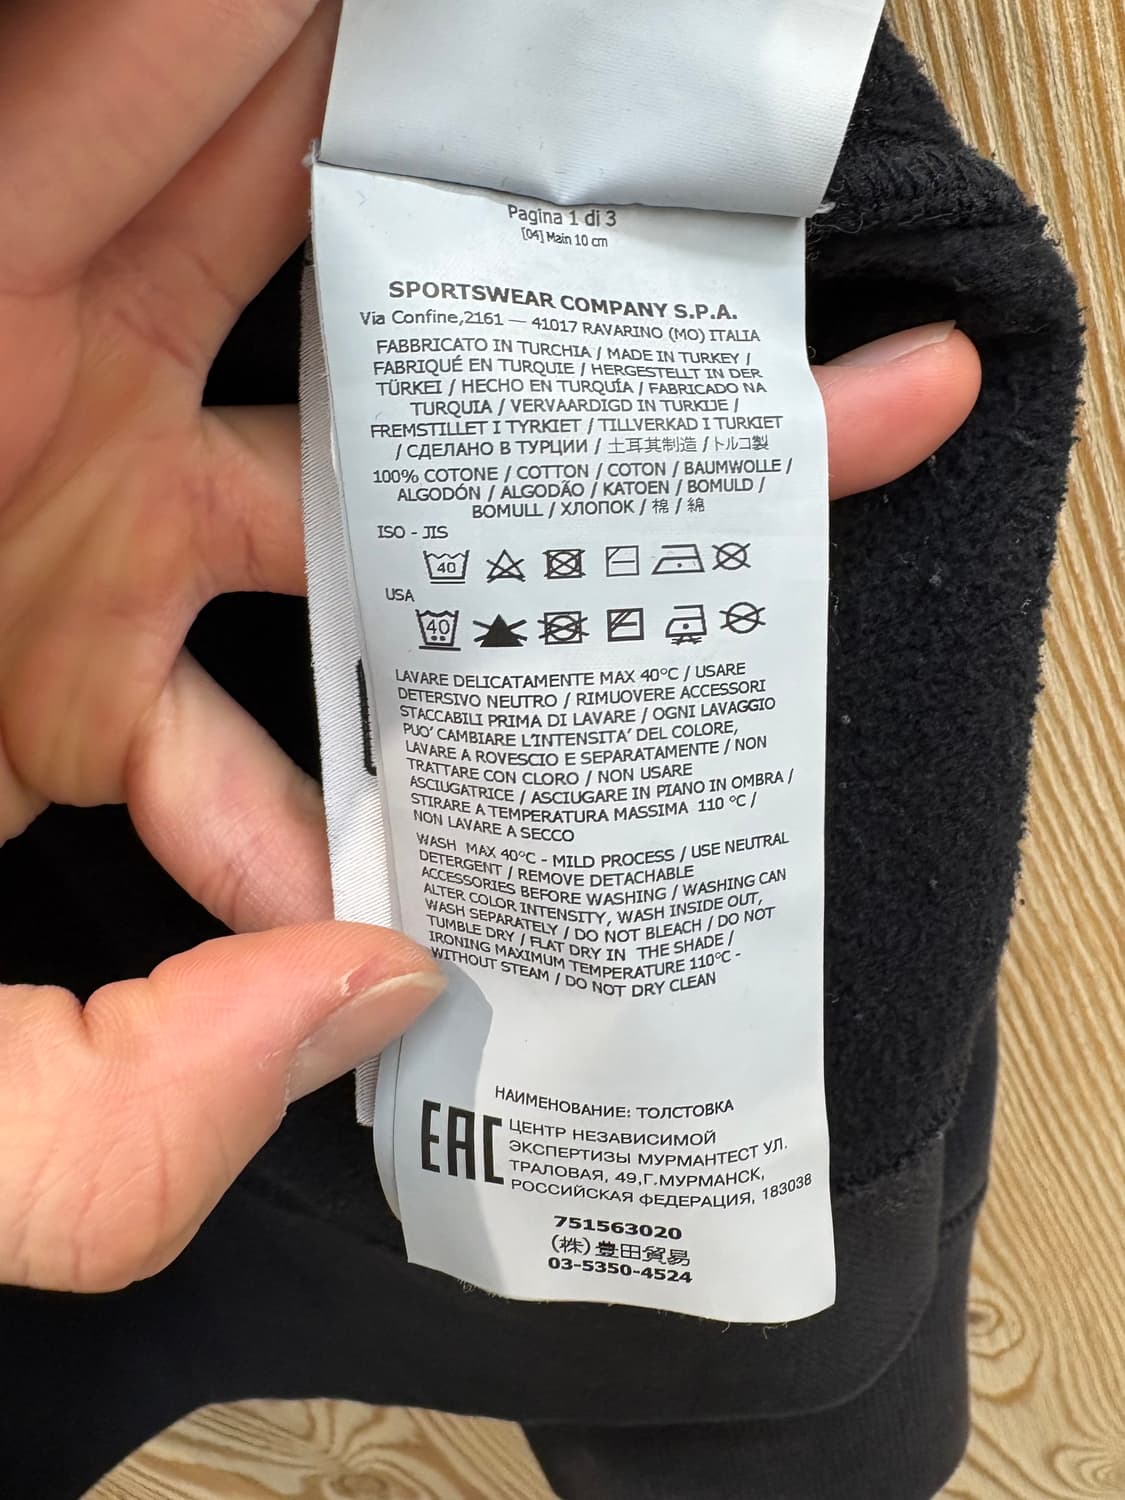 Pagina 1 di 3
[04] Main 10 cm
SPORTSWEAR COMPANY S.P.A.
Via Confine,2161 — 41017 RAVARINO (MO) ITALIA
FABBRICATO IN TURCHIA / MADE IN TURKEY /
FABRIQUÉ EN TURQUIE / HERGESTELLT IN DER
TÜRKEI / HECHO EN TURQUÍA / FABRICADO NA
TURQUIA / VERVAARDIGD IN TURKIJE /
FREMSTILLET I TYRKIET / TILLVERKAD I TURKIET
/ СДЕЛАНО В ТУРЦИИ / 土耳其制造 / トルコ製
100% COTONE / COTTON / COTON / BAUMWOLLE /
ALGODÓN / ALGODÃO / KATOEN / BOMULD /
BOMULL / ХЛОПОК / 棉 / 綿
ISO - JIS
40
USA
40
LAVARE DELICATAMENTE MAX 40°C / USARE
DETERSIVO NEUTRO / RIMUOVERE ACCESSORI
STACCABILI PRIMA DI LAVARE / OGNI LAVAGGIO
PUO' CAMBIARE L'INTENSITA' DEL COLORE,
LAVARE A ROVESCIO E SEPARATAMENTE / NON
TRATTARE CON CLORO / NON USARE
ASCIUGATRICE / ASCIUGARE IN PIANO IN OMBRA /
STIRARE A TEMPERATURA MASSIMA 110 °C /
NON LAVARE A SECCO
WASH MAX 40°C - MILD PROCESS / USE NEUTRAL
DETERGENT / REMOVE DETACHABLE
ACCESSORIES BEFORE WASHING / WASHING CAN
ALTER COLOR INTENSITY, WASH INSIDE OUT,
WASH SEPARATELY / DO NOT BLEACH / DO NOT
TUMBLE DRY / FLAT DRY IN THE SHADE /
IRONING MAXIMUM TEMPERATURE 110°C -
WITHOUT STEAM / DO NOT DRY CLEAN
НАИМЕНОВАНИЕ: ТОЛСТОВКА
EAC
ЦЕНТР НЕЗАВИСИМОЙ
ЭКСПЕРТИЗЫ МУРМАНТЕСТ УЛ.
ТРАЛОВАЯ, 49,Г.МУРМАНСК,
РОССИЙСКАЯ ФЕДЕРАЦИЯ, 183038
751563020
(株) 豊田貿易
03-5350-4524